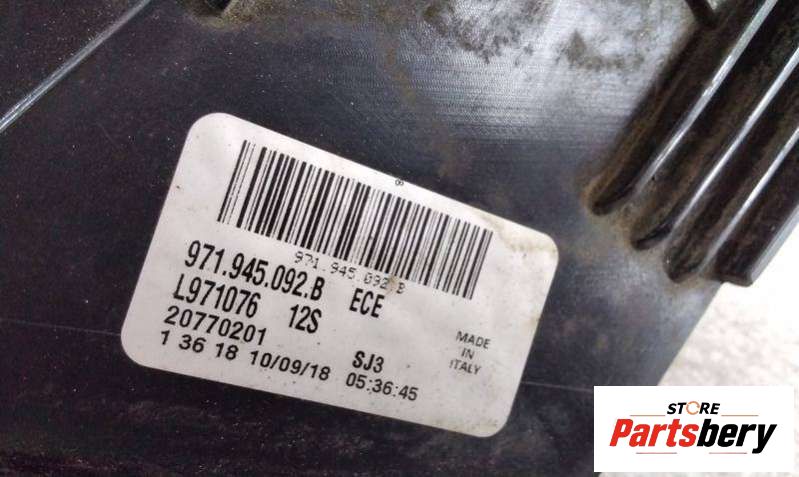 8
971.945.092.B
971.945.092.B ECE
L971076 12S
20770201 SJ3
1 36 18 10/09/18 05:36:45
MADE
IN
ITALY
STORE
Partsbery